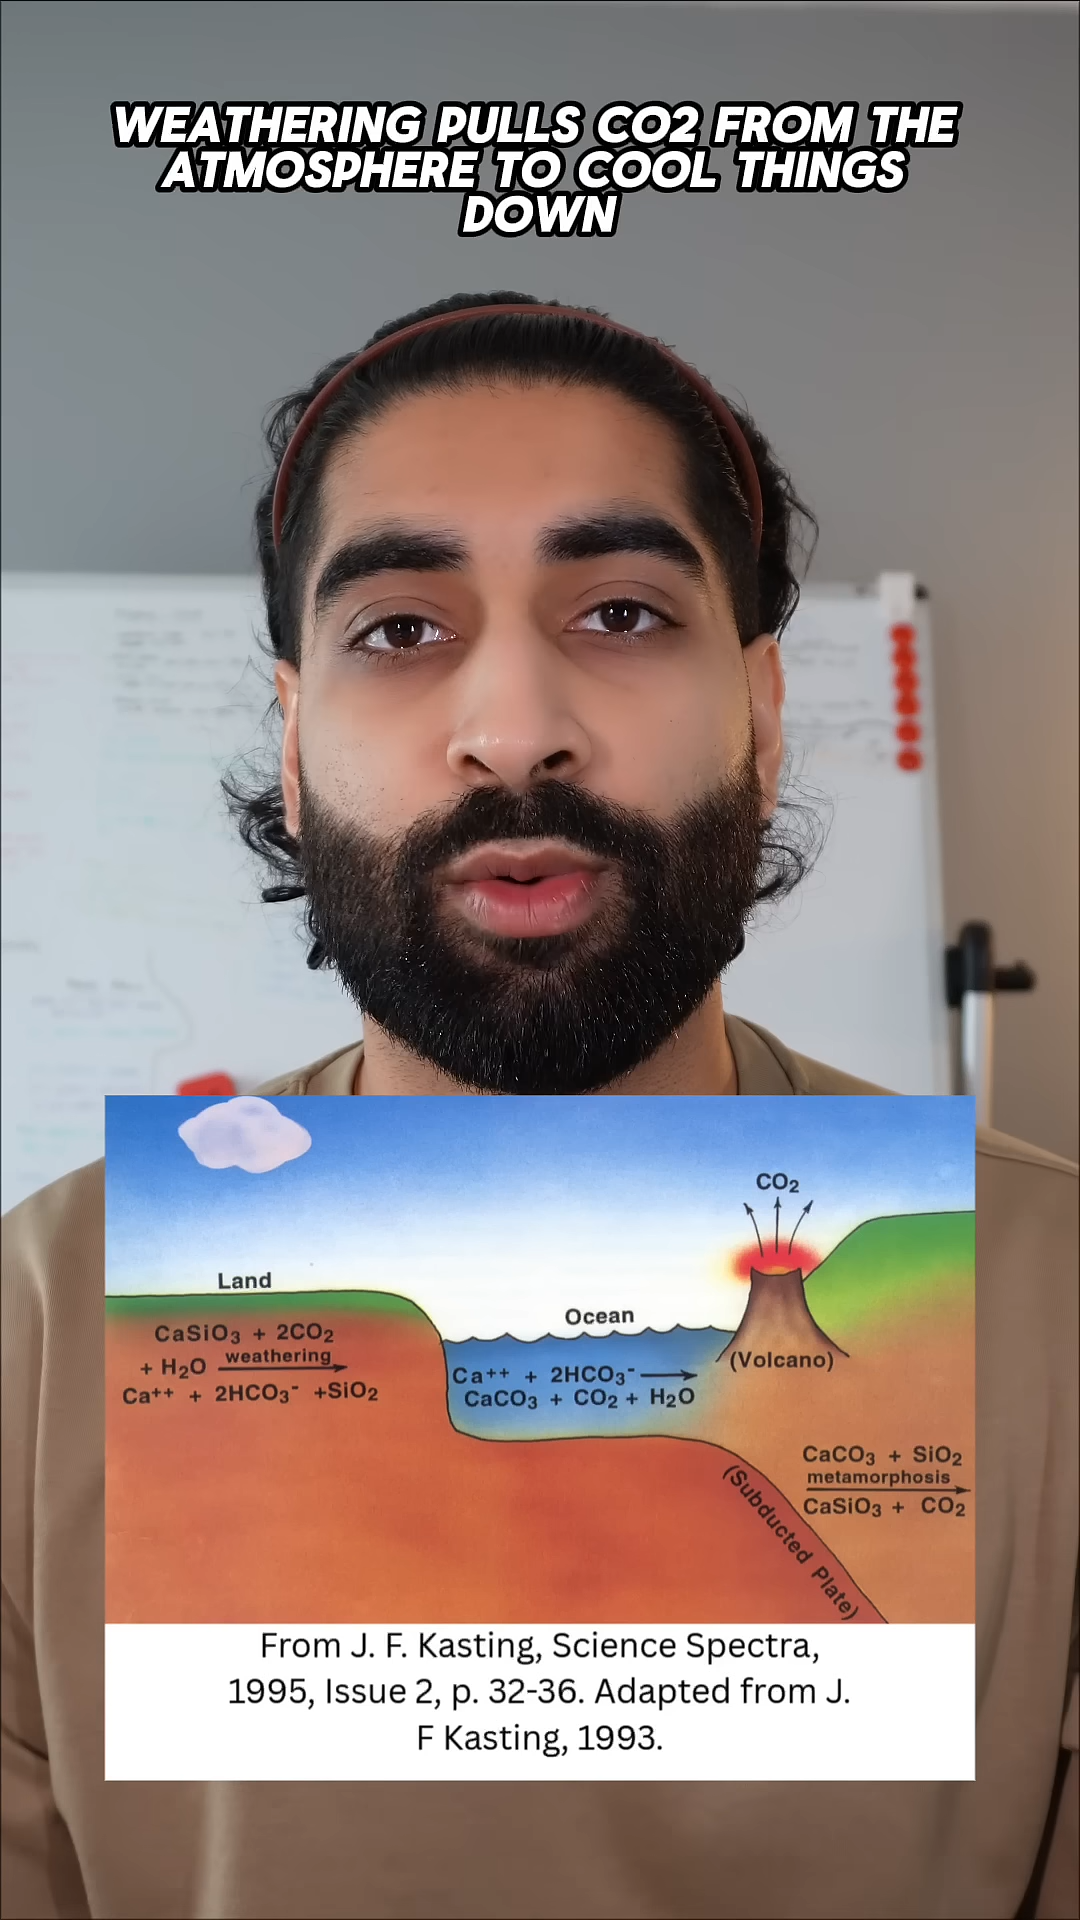 WEATHERING PULLS CO2 FROM THE
ATMOSPHERE TO COOL THINGS
DOWN
CO₂
Land
CaSiO₃ + 2CO₂
+ H₂O weathering
Ca⁺⁺ + 2HCO₃⁻ +SiO₂
Ocean
Ca⁺⁺ + 2HCO₃⁻
CaCO₃ + CO₂ + H₂O
(Volcano)
CaCO₃ + SiO₂
metamorphosis
CaSiO₃ + CO₂
(Subducted Plate)
From J. F. Kasting, Science Spectra,
1995, Issue 2, p. 32-36. Adapted from J.
F Kasting, 1993.